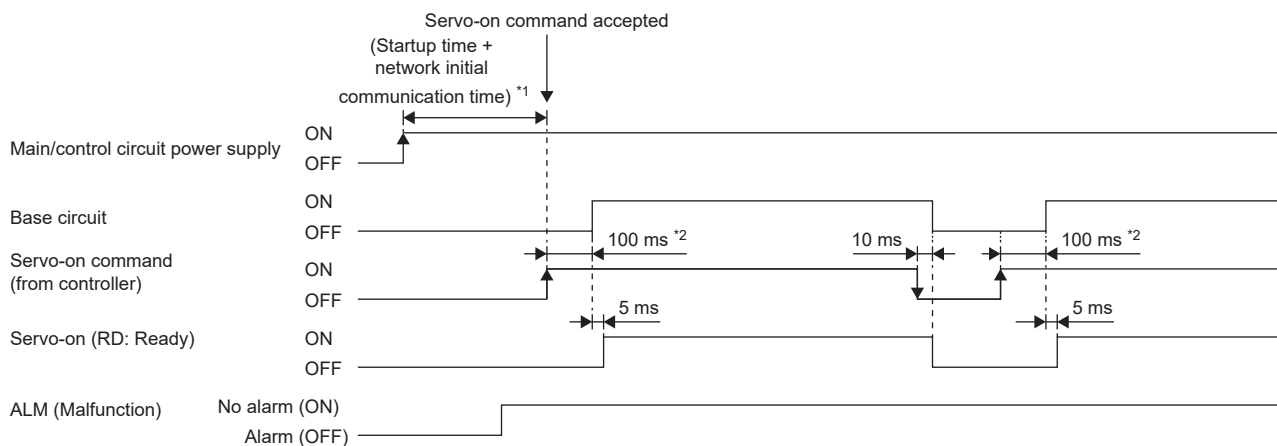 Servo-on command accepted
(Startup time +
network initial
communication time) *1
ON
Main/control circuit power supply
OFF
ON
Base circuit
OFF
100 ms *2
10 ms
100 ms *2
Servo-on command
ON
(from controller)
OFF
5 ms
5 ms
Servo-on (RD: Ready)
ON
OFF
ALM (Malfunction)
No alarm (ON)
Alarm (OFF)